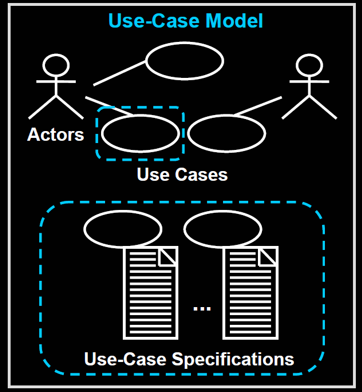 Use-Case Model
Actors
Use Cases
...
Use-Case Specifications